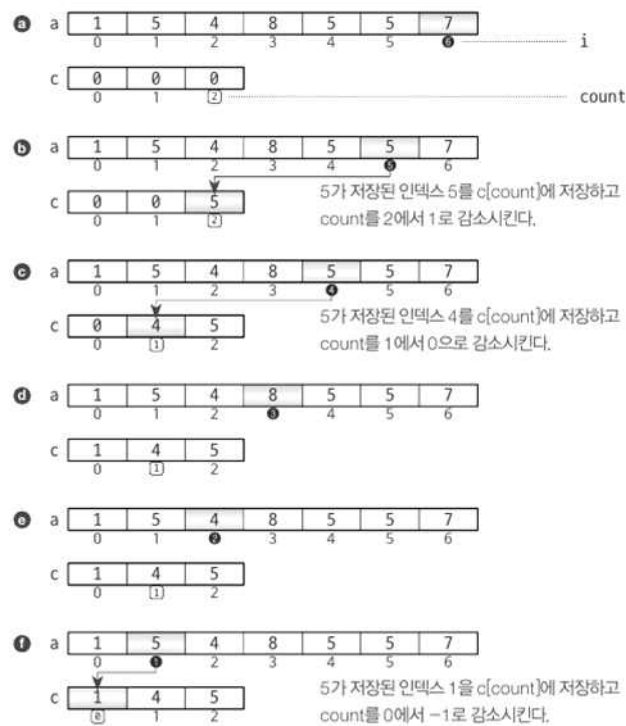 ⓐ a 1 5 4 8 5 5 7
0 1 2 3 4 5 ❻ i
c 0 0 0
0 1 2 count
ⓑ a 1 5 4 8 5 5 7
0 1 2 3 4 ❺ 6
c 0 0 5
0 1 2
5가 저장된 인덱스 5를 c[count]에 저장하고
count를 2에서 1로 감소시킨다.
ⓒ a 1 5 4 8 5 5 7
0 1 2 3 ❹ 5 6
c 0 4 5
0 1 2
5가 저장된 인덱스 4를 c[count]에 저장하고
count를 1에서 0으로 감소시킨다.
ⓓ a 1 5 4 8 5 5 7
0 1 2 ❸ 4 5 6
c 1 4 5
0 1 2
ⓔ a 1 5 4 8 5 5 7
0 1 ❷ 3 4 5 6
c 1 4 5
0 1 2
ⓕ a 1 5 4 8 5 5 7
0 ❶ 2 3 4 5 6
c 1 4 5
0 1 2
5가 저장된 인덱스 1을 c[count]에 저장하고
count를 0에서 −1로 감소시킨다.